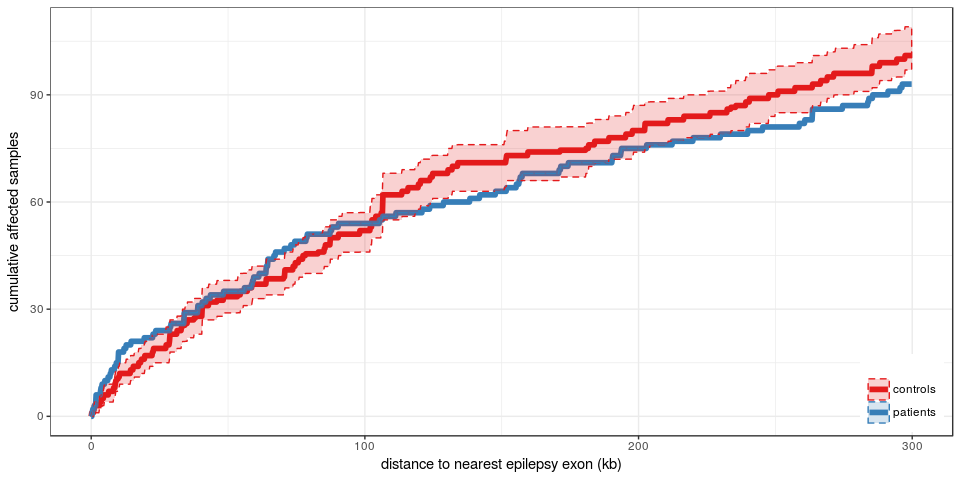 cumulative affected samples
90
60
30
0
0 100 200 300
distance to nearest epilepsy exon (kb)
controls
patients